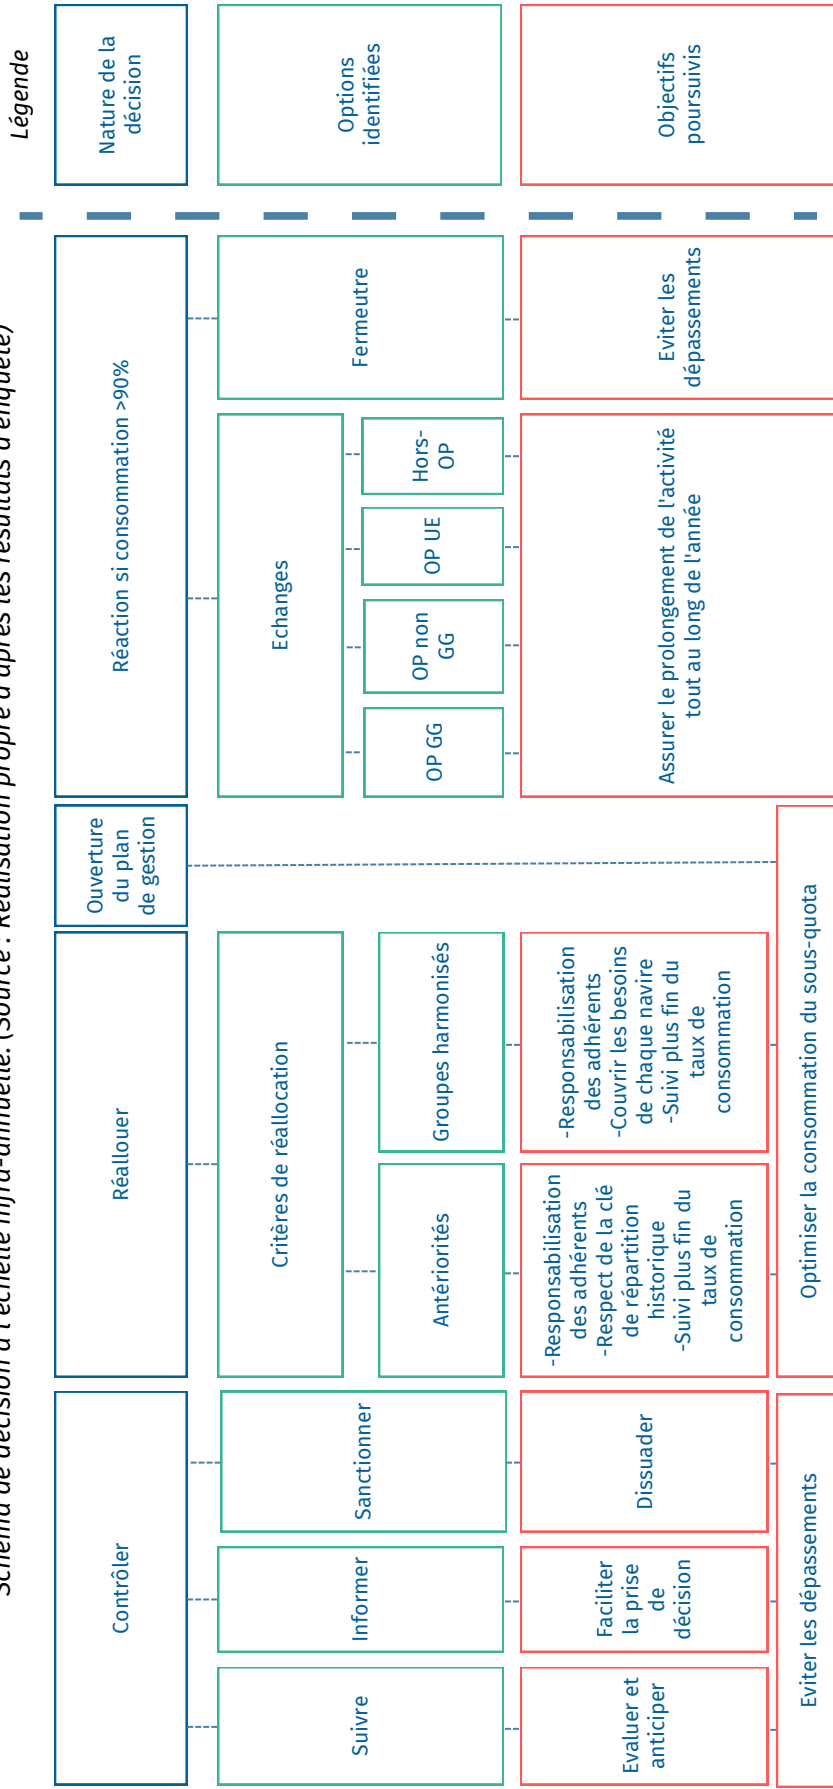 Schéma de décision à l'échelle infra-annuelle. (Source : Réalisation propre d'après les résultats d'enquête)
Légende
Contrôler
Réallouer
Ouverture
du plan
de gestion
Réaction si consommation >90%
Nature de la
décision
Suivre
Informer
Sanctionner
Critères de réallocation
Antériorités
Groupes harmonisés
Echanges
OP GG
OP non
GG
OP UE
Hors-
OP
Fermeutre
Options
identifiées
Evaluer et
anticiper
Faciliter
la prise
de
décision
Dissuader
-Responsabilisation
des adhérents
-Respect de la clé
de répartition
historique
-Suivi plus fin du
taux de
consommation
-Responsabilisation
des adhérents
-Couvrir les besoins
de chaque navire
-Suivi plus fin du
taux de
consommation
Assurer le prolongement de l'activité
tout au long de l'année
Eviter les
dépassements
Objectifs
poursuivis
Eviter les dépassements
Optimiser la consommation du sous-quota